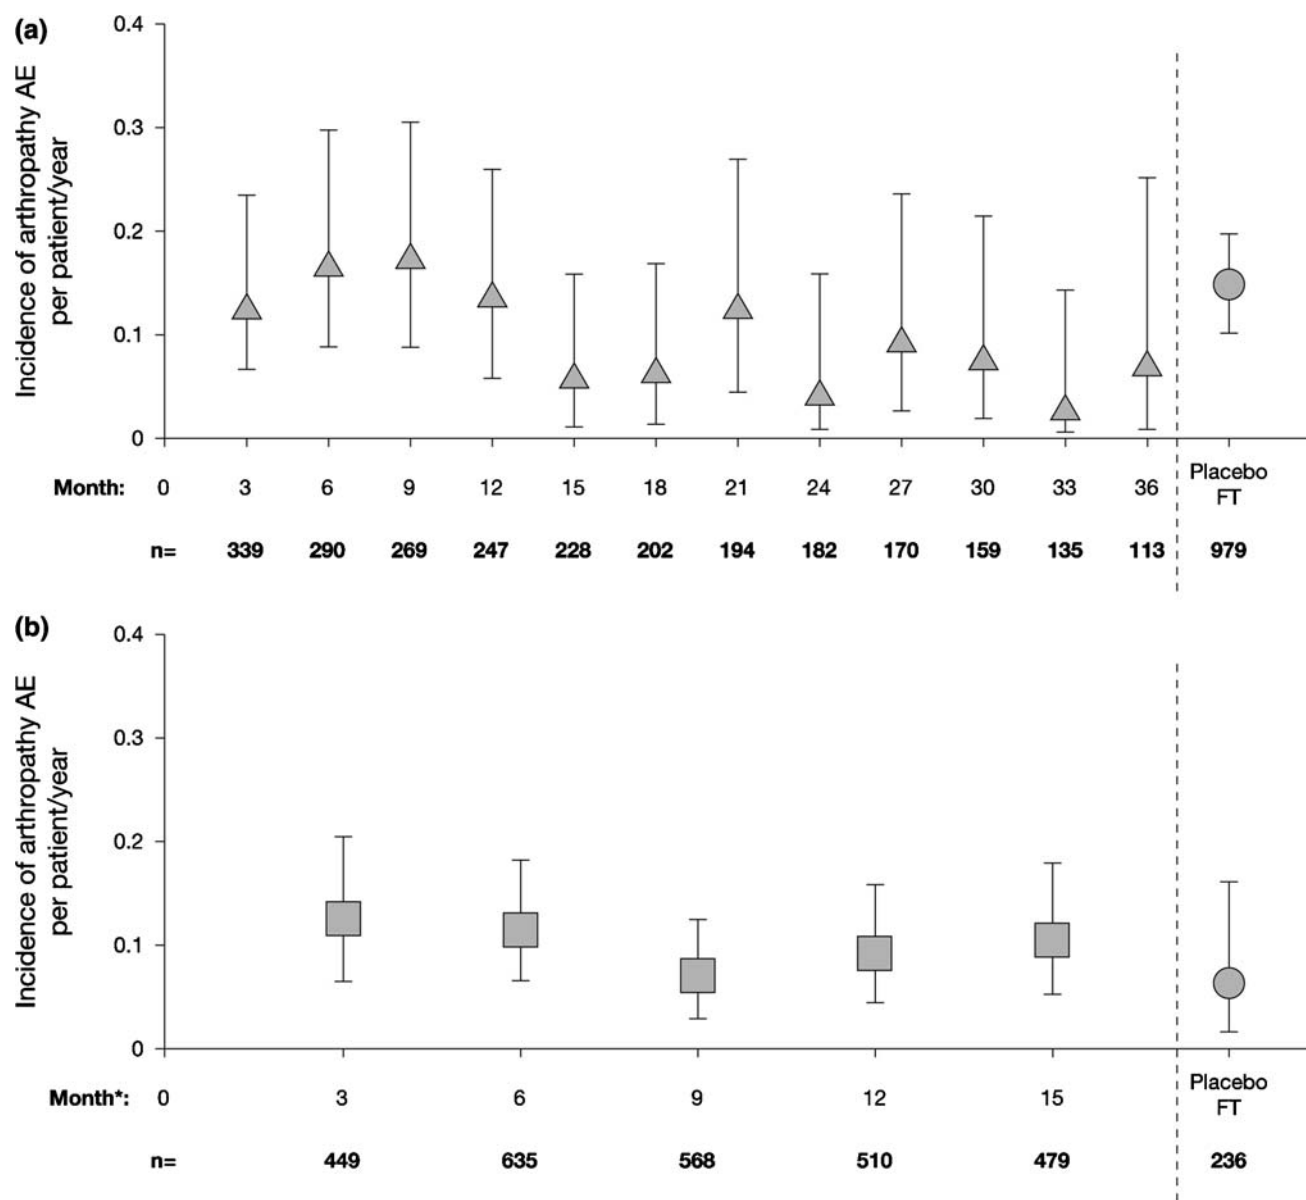 (a)
Incidence of arthropathy AE
per patient/year
0.4
0.3
0.2
0.1
0
Month: 0 3 6 9 12 15 18 21 24 27 30 33 36 Placebo
FT
n= 339 290 269 247 228 202 194 182 170 159 135 113 979
(b)
Incidence of arthropathy AE
per patient/year
0.4
0.3
0.2
0.1
0
Month*: 0 3 6 9 12 15 Placebo
FT
n= 449 635 568 510 479 236